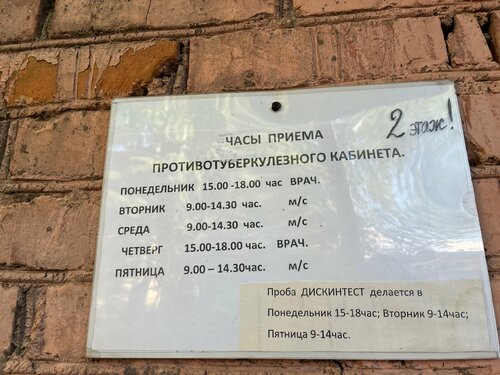 2 этаж!
ЧАСЫ ПРИЕМА
ПРОТИВОТУБЕРКУЛЕЗНОГО КАБИНЕТА.
ПОНЕДЕЛЬНИК 15.00 -18.00 час ВРАЧ.
ВТОРНИК 9.00-14.30 час. м/с
СРЕДА 9.00-14.30 час. м/с
ЧЕТВЕРГ 15.00-18.00 час. ВРАЧ.
ПЯТНИЦА 9.00 – 14.30час. м/с
Проба ДИСКИНТЕСТ делается в
Понедельник 15-18час; Вторник 9-14час;
Пятница 9-14час.